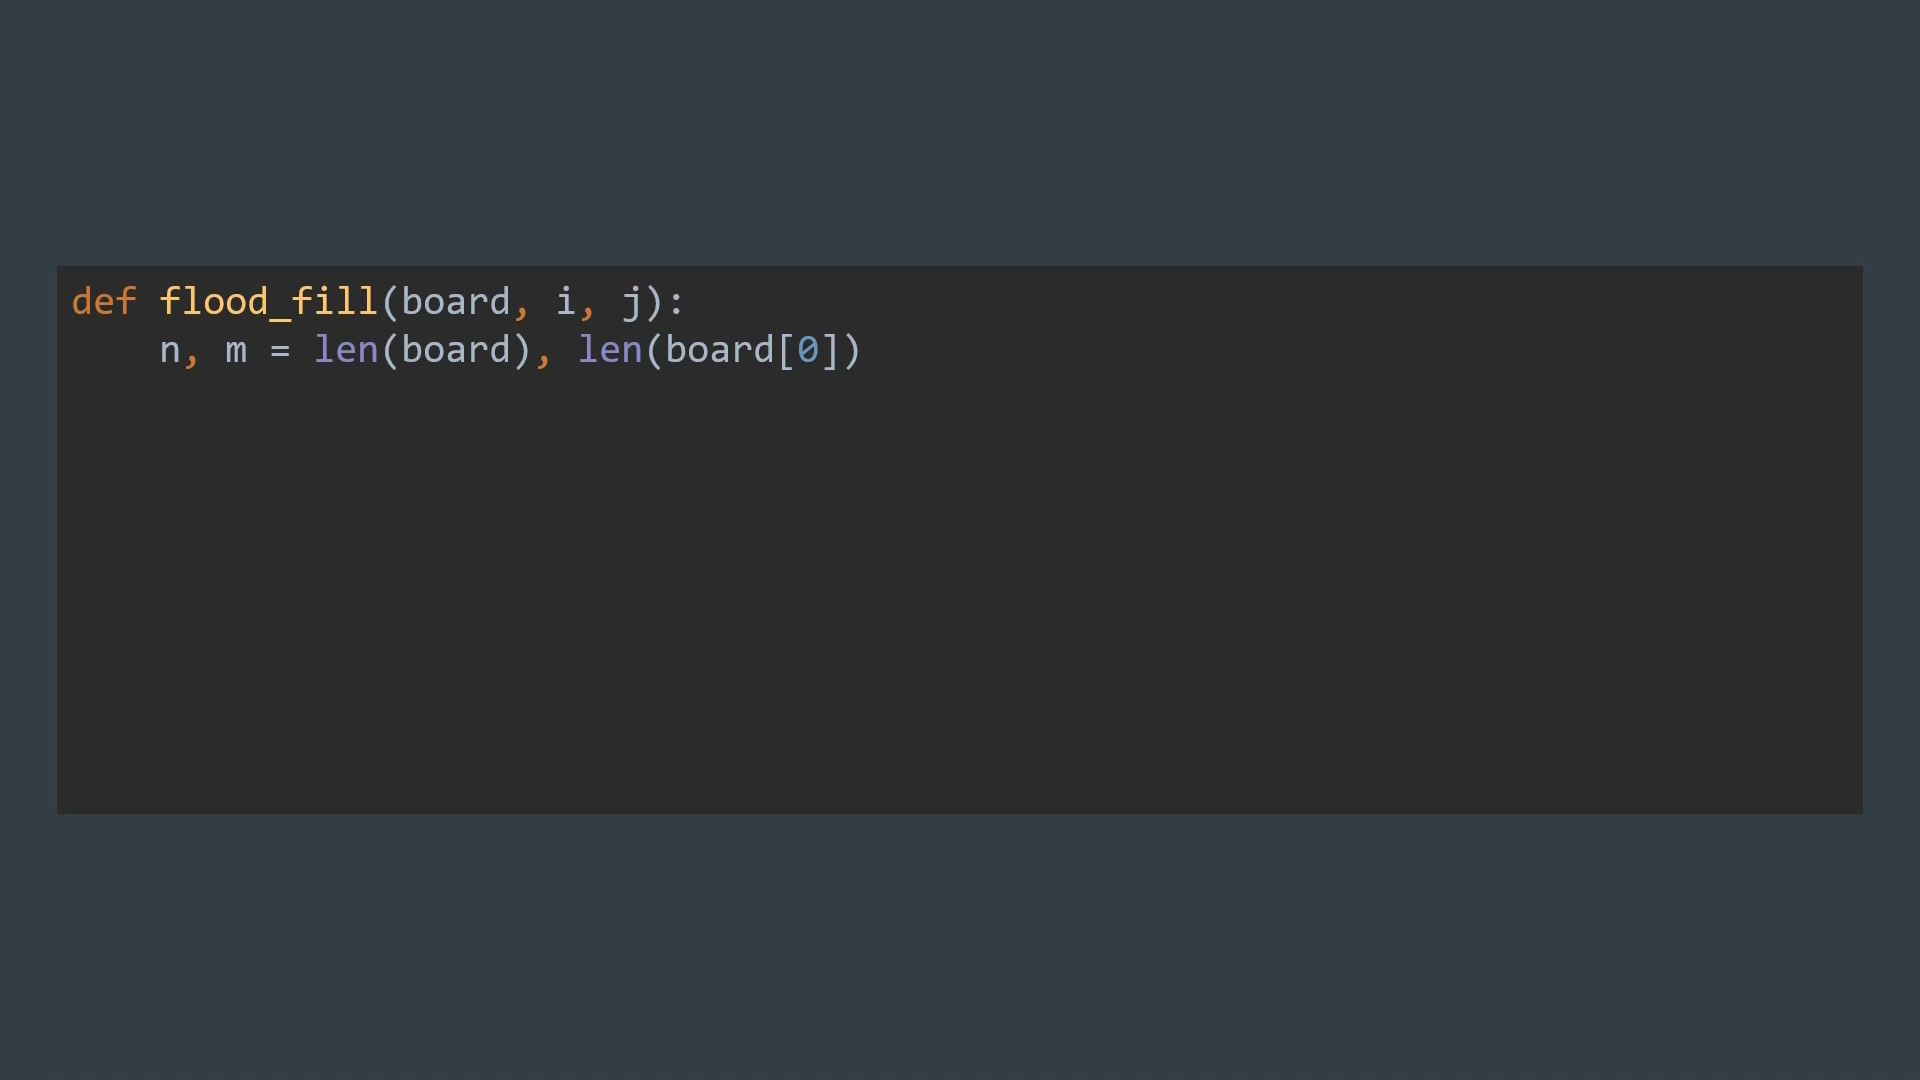 def flood_fill(board, i, j):
    n, m = len(board), len(board[0])